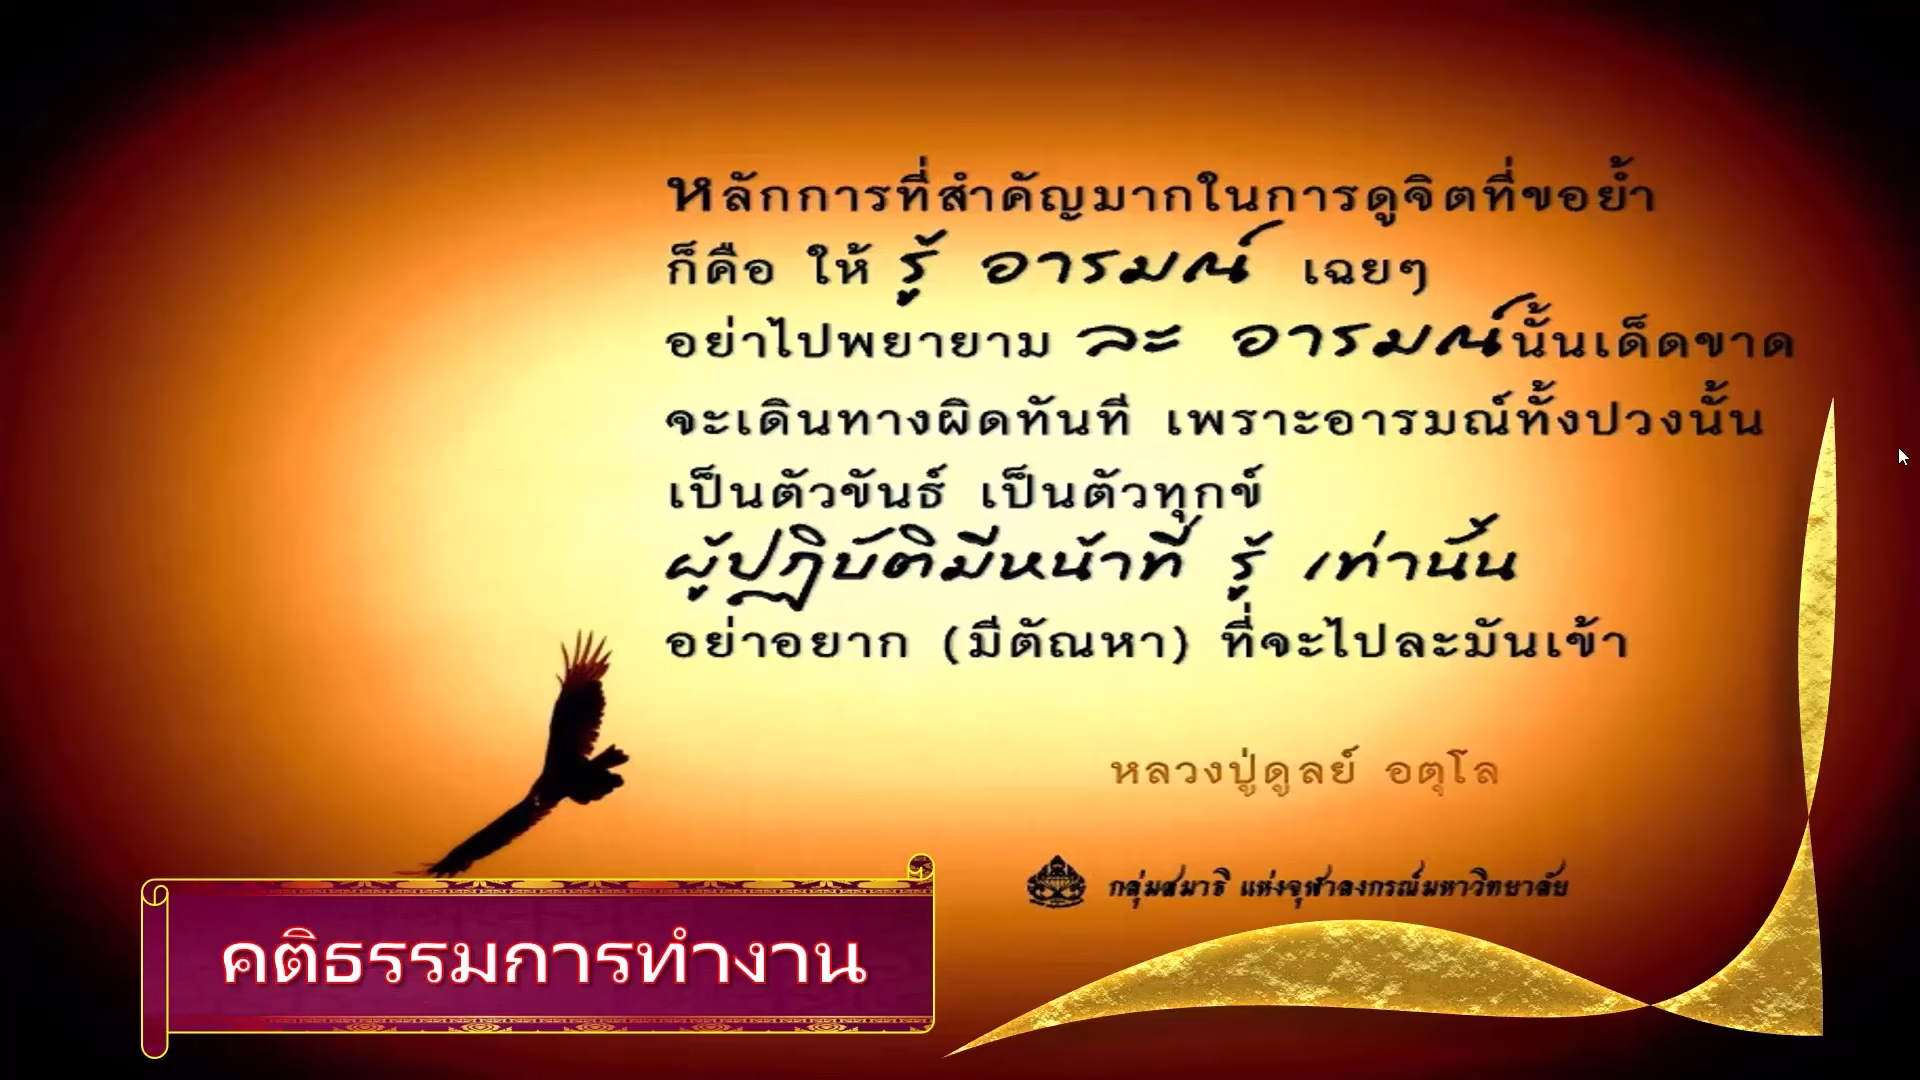 หลักการที่สำคัญมากในการดูจิตที่ขอย้ำ
ก็คือ ให้ รู้ อารมณ์ เฉยๆ
อย่าไปพยายาม ละ อารมณ์นั้นเด็ดขาด
จะเดินทางผิดทันที เพราะอารมณ์ทั้งปวงนั้น
เป็นตัวขันธ์ เป็นตัวทุกข์
ผู้ปฏิบัติมีหน้าที่ รู้ เท่านั้น
อย่าอยาก (มีตัณหา) ที่จะไปละมันเข้า
หลวงปู่ดูลย์ อตุโล
กลุ่มสมาธิ แห่งจุฬาลงกรณ์มหาวิทยาลัย
คติธรรมการทำงาน